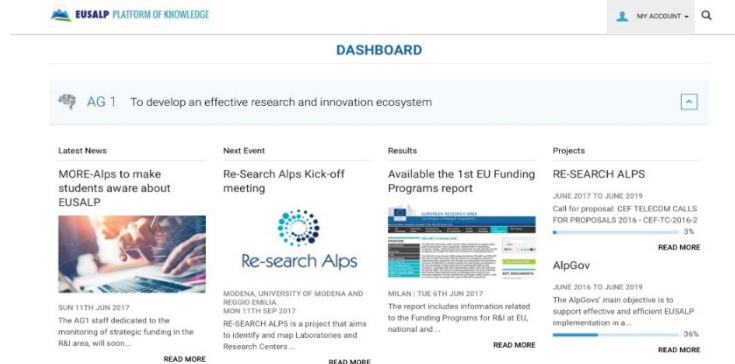 EUSALP PLATFORM OF KNOWLEDGE
MY ACCOUNT
DASHBOARD
AG 1 To develop an effective research and innovation ecosystem
Latest News
MORE-Alps to make
students aware about
EUSALP
SUN 11TH JUN 2017
The AG1 staff dedicated to the
monitoring of strategic funding in the
R&I area, will soon...
READ MORE
Next Event
Re-Search Alps Kick-off
meeting
Re-search Alps
MODENA, UNIVERSITY OF MODENA AND
REGGIO EMILIA
MON 11TH SEP 2017
RE-SEARCH ALPS is a project that aims
to identify and map Laboratories and
Research Centers...
READ MORE
Results
Available the 1st EU Funding
Programs report
EUROPEAN RESEARCH AREA
MILAN | TUE 6TH JUN 2017
The report includes information related
to the Funding Programs for R&I at EU,
national and...
READ MORE
Projects
RE-SEARCH ALPS
JUNE 2017 TO JUNE 2019
Call for proposal: CEF TELECOM CALLS
FOR PROPOSALS 2016 - CEF-TC-2016-2
3%
READ MORE
AlpGov
JUNE 2016 TO JUNE 2019
The AlpGovs' main objective is to
support effective and efficient EUSALP
implementation in a...
36%
READ MORE